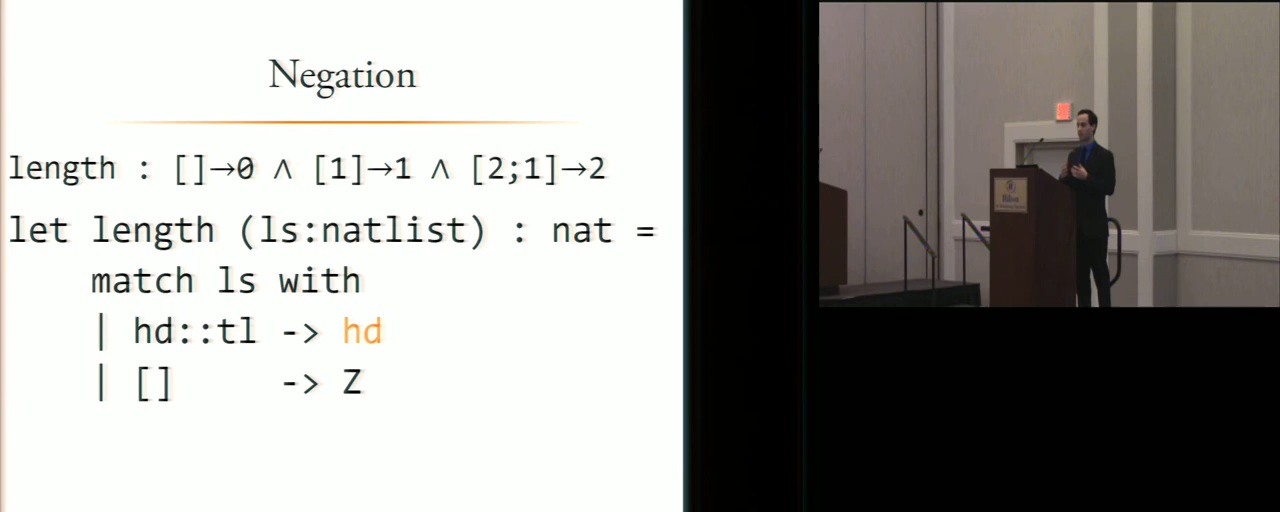 Negation
length : []→0 ∧ [1]→1 ∧ [2;1]→2
let length (ls:natlist) : nat =
match ls with
| hd::tl -> hd
| [] -> Z
Hilton